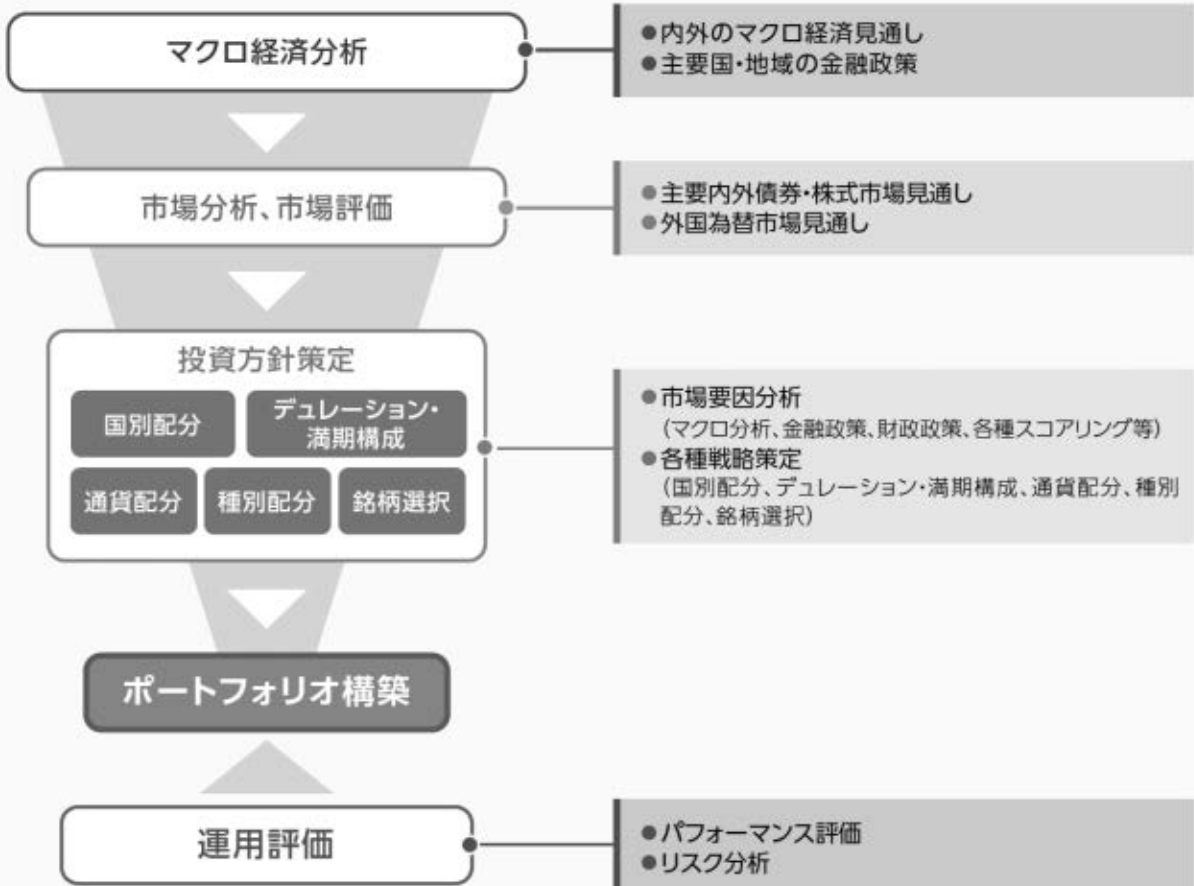 マクロ経済分析
●内外のマクロ経済見通し
●主要国・地域の金融政策
市場分析、市場評価
●主要内外債券・株式市場見通し
●外国為替市場見通し
投資方針策定
国別配分
デュレーション・
満期構成
通貨配分
種別配分
銘柄選択
●市場要因分析
(マクロ分析、金融政策、財政政策、各種スコアリング等)
●各種戦略策定
(国別配分、デュレーション・満期構成、通貨配分、種別
配分、銘柄選択)
ポートフォリオ構築
運用評価
●パフォーマンス評価
●リスク分析